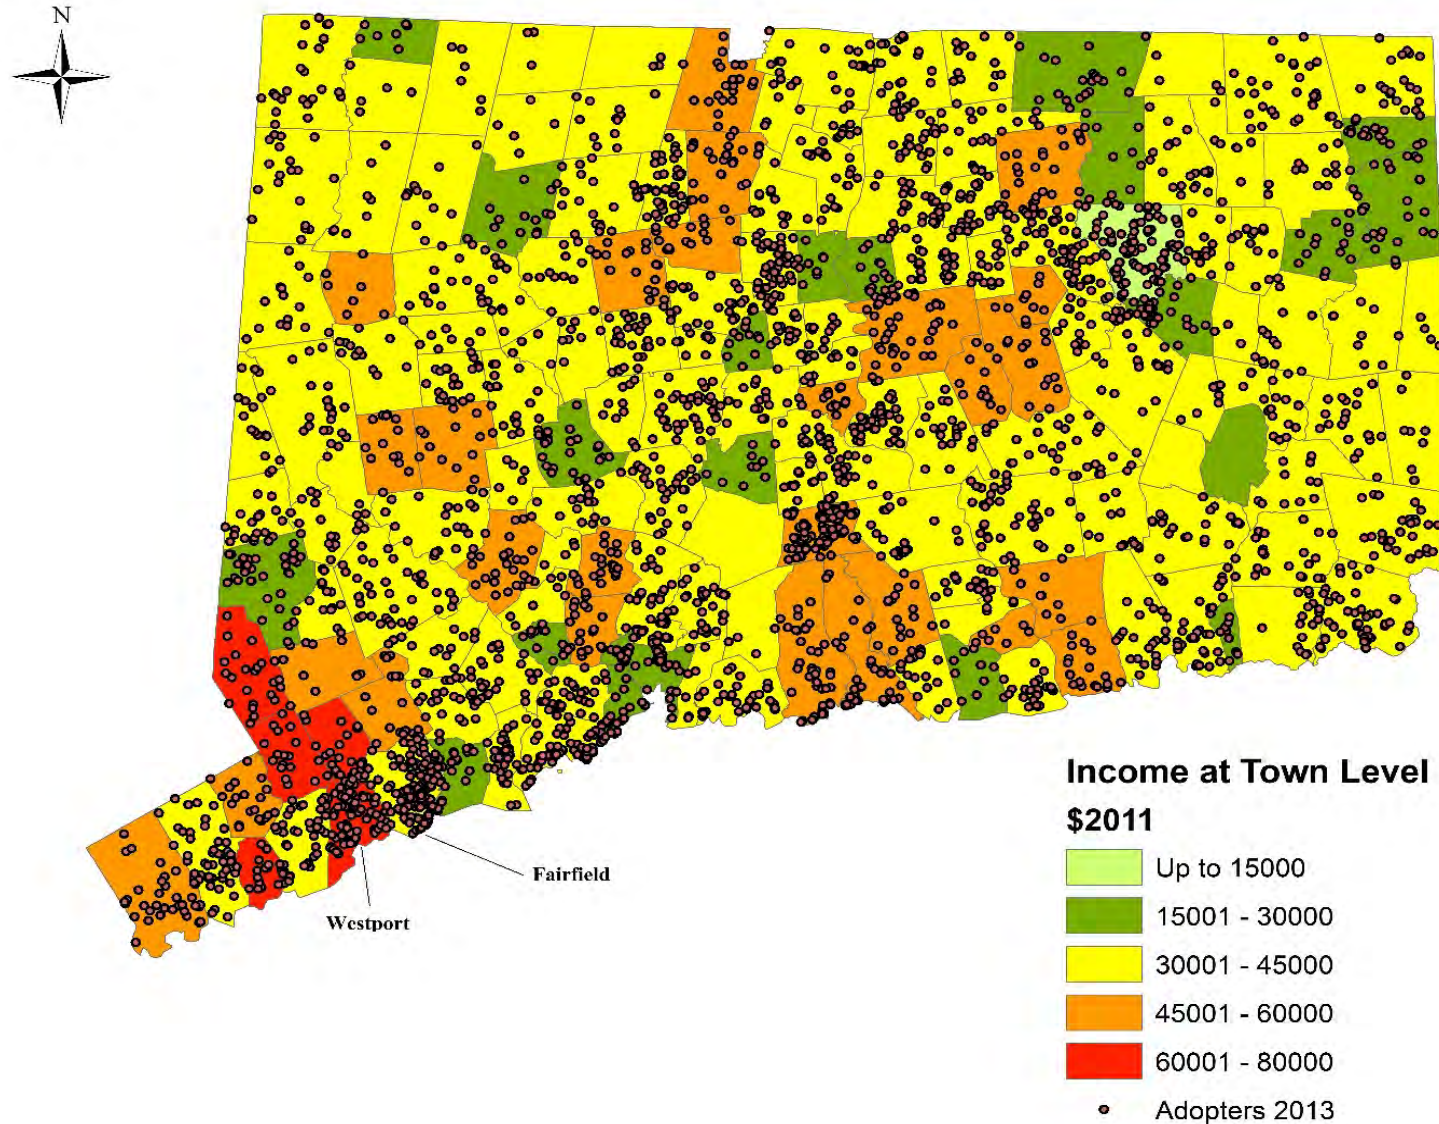 N
Fairfield
Westport
Income at Town Level
$2011
Up to 15000
15001 - 30000
30001 - 45000
45001 - 60000
60001 - 80000
Adopters 2013